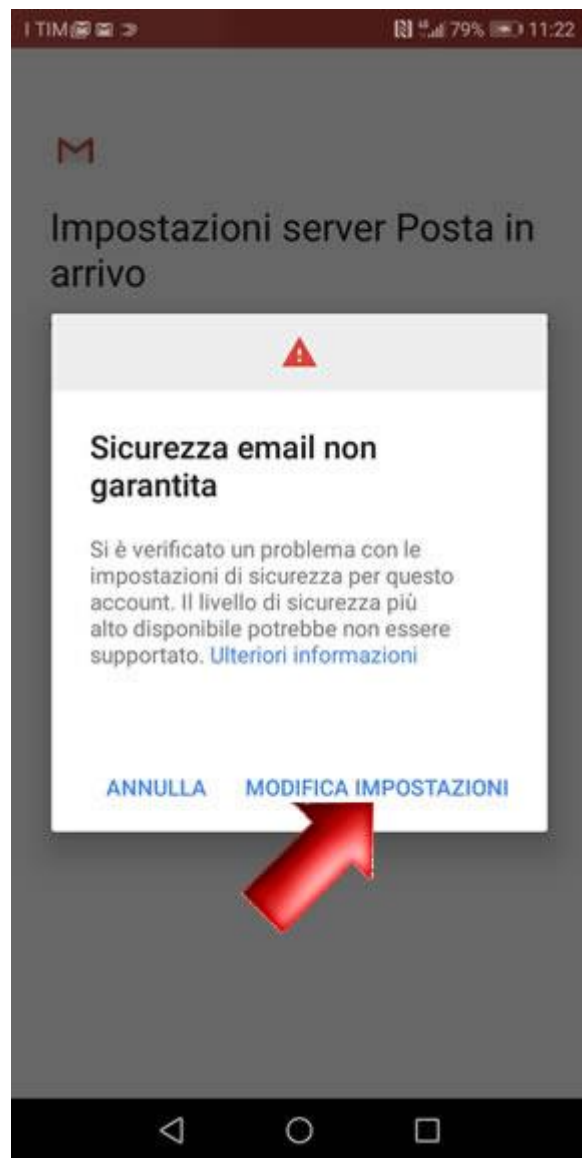 I TIM 79% 11:22
Impostazioni server Posta in
arrivo
Sicurezza email non
garantita
Si è verificato un problema con le
impostazioni di sicurezza per questo
account. Il livello di sicurezza più
alto disponibile potrebbe non essere
supportato. Ulteriori informazioni
ANNULLA MODIFICA IMPOSTAZIONI